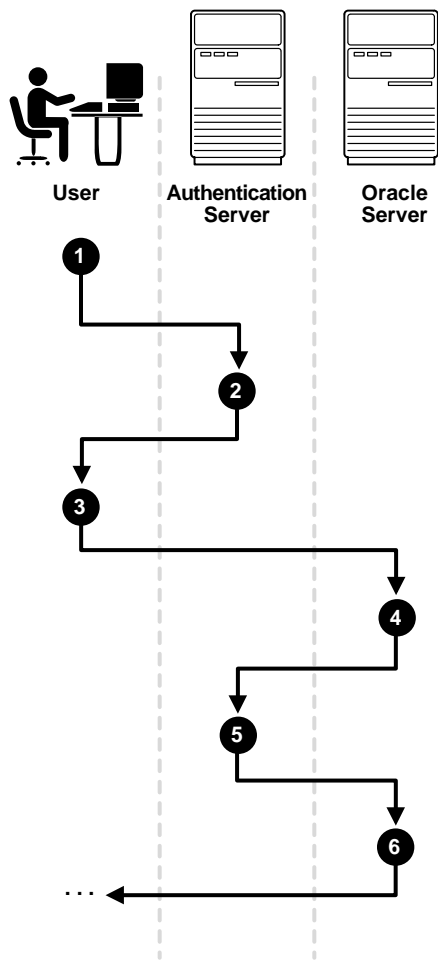 User
Authentication
Server
Oracle
Server
1
2
3
4
5
6
...